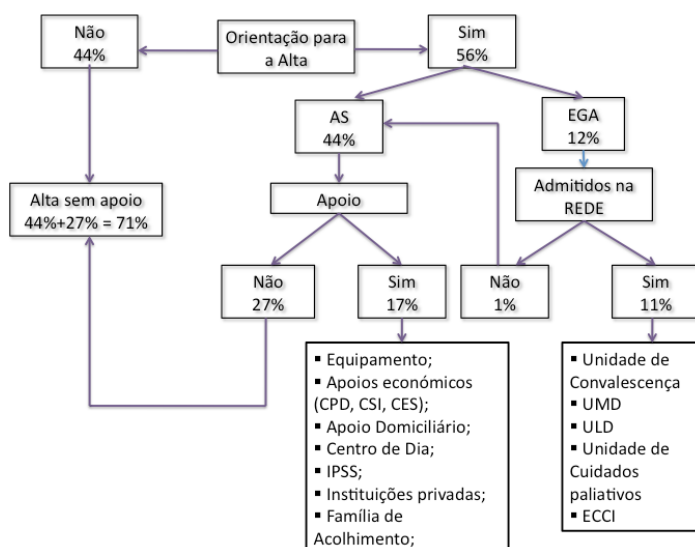 Não
44%
Orientação para
a Alta
Sim
56%
AS
44%
EGA
12%
Alta sem apoio
44%+27% = 71%
Apoio
Admitidos na
REDE
Não
27%
Sim
17%
Não
1%
Sim
11%
▪ Equipamento;
▪ Apoios económicos
(CPD, CSI, CES);
▪ Apoio Domiciliário;
▪ Centro de Dia;
▪ IPSS;
▪ Instituições privadas;
▪ Família de
Acolhimento;
▪ Unidade de
Convalescença
▪ UMD
▪ ULD
▪ Unidade de
Cuidados
paliativos
▪ ECCI